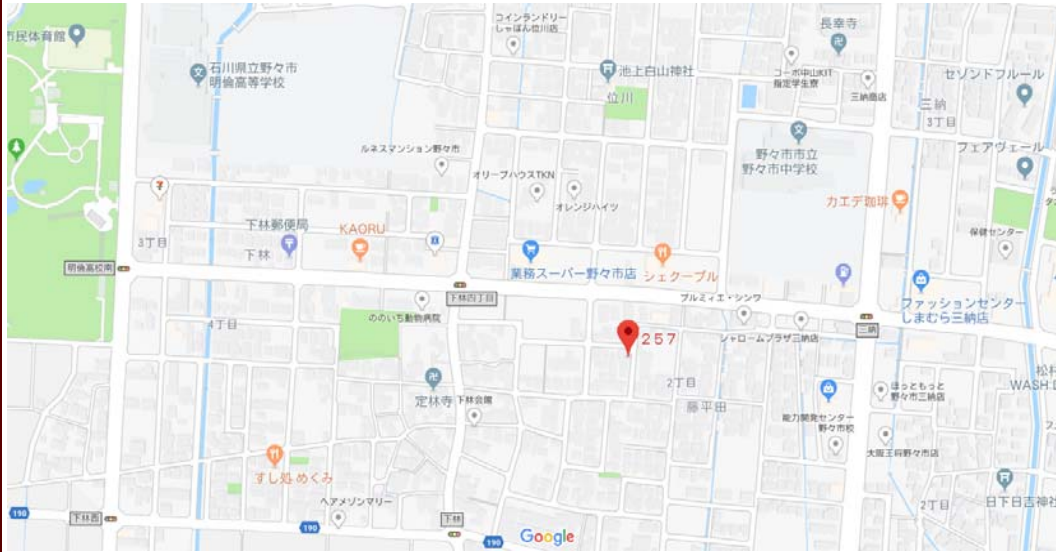 市民体育館
石川県立野々市
明倫高等学校
コインランドリー
しゃぼん位川店
池上白山神社
位川
長幸寺
コーポ中山KIT
指定学生寮
三納商店
セゾンドフルール
三納
3丁目
野々市市立
野々市中学校
フェアヴェール
ルネスマンション野々市
オリーブハウスTKN
オレンジハイツ
カエデ珈琲
保健センター
下林郵便局
下林
KAORU
3丁目
明倫高校南
業務スーパー野々市店
シェクーブル
ファッションセンター
しまむら三納店
下林四丁目
ののいち動物病院
プルミィエ・シンワ
シャロームプラザ三納店
三納
4丁目
257
2丁目
藤平田
定林寺
下林会館
能力開発センター
野々市校
ほっともっと
野々市三納店
大阪王将野々市店
松村
WASH.D
すし処 めくみ
ヘアメゾンマリー
2丁目
日下日吉神社
190
下林西
190
下林
190
Google